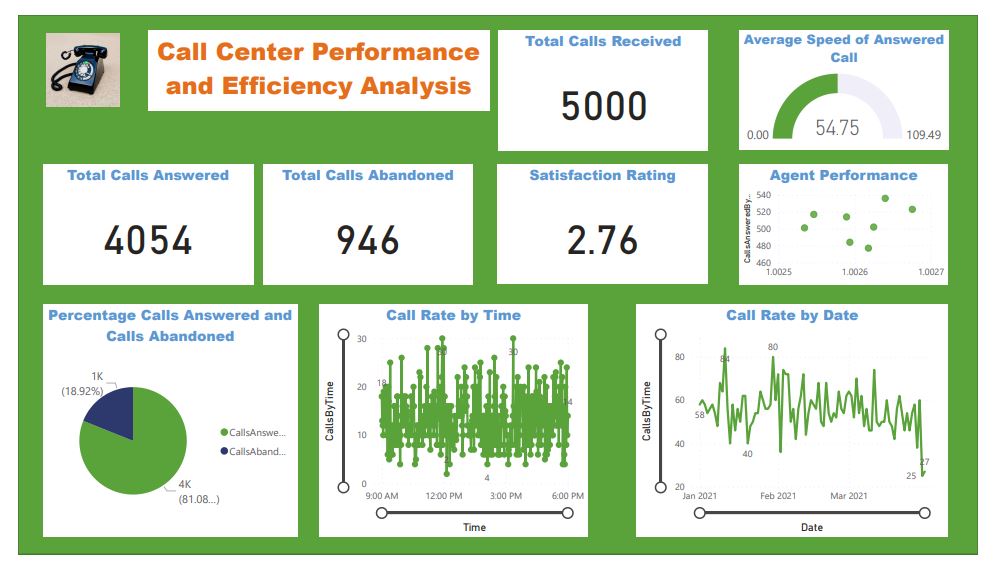 Call Center Performance
and Efficiency Analysis
Total Calls Received
5000
Average Speed of Answered
Call
54.75
0.00
109.49
Total Calls Answered
4054
Total Calls Abandoned
946
Satisfaction Rating
2.76
Agent Performance
CallsAnsweredBy...
540
520
500
480
460
1.0025
1.0026
1.0027
Percentage Calls Answered and
Calls Abandoned
1K
(18.92%)
4K
(81.08...)
CallsAnswe...
CallsAband...
Call Rate by Time
CallsByTime
30
20
10
0
18
30
4
9:00 AM
12:00 PM
3:00 PM
6:00 PM
Time
Call Rate by Date
CallsByTime
80
60
40
20
58
84
40
80
25
27
Jan 2021
Feb 2021
Mar 2021
Date